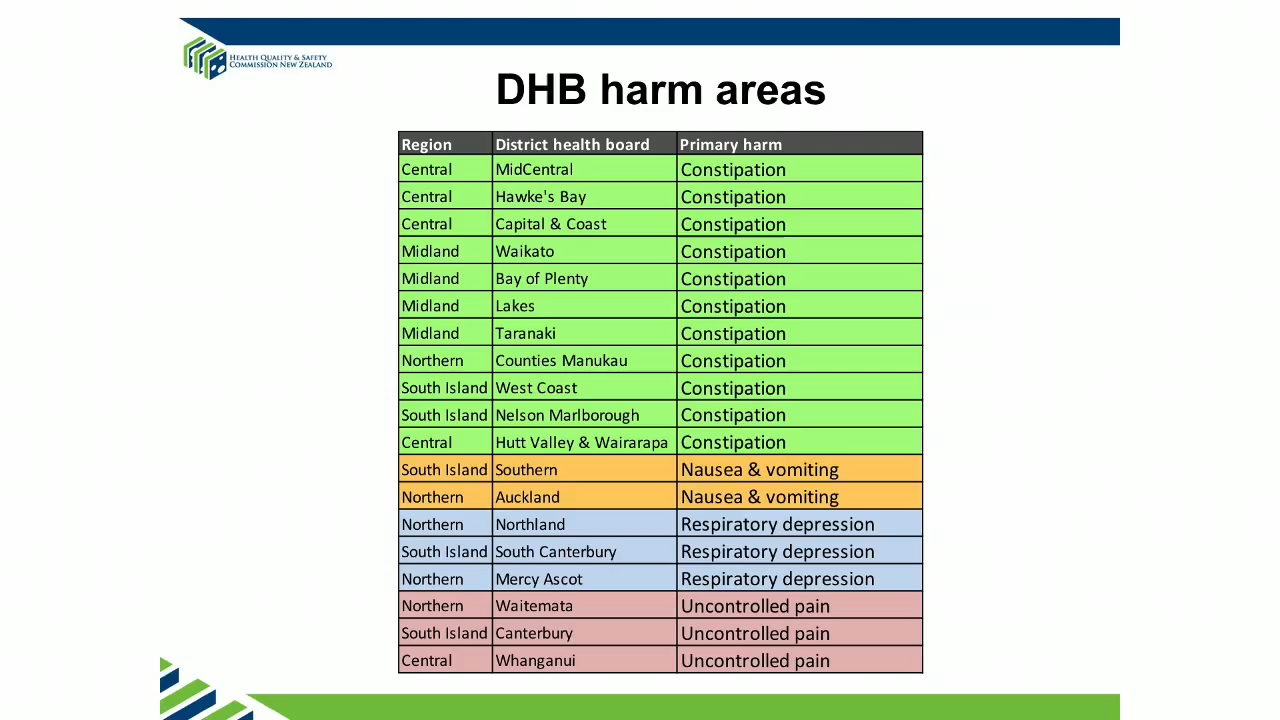 HEALTH QUALITY & SAFETY
COMMISSION NEW ZEALAND
DHB harm areas
Region District health board Primary harm
Central MidCentral Constipation
Central Hawke's Bay Constipation
Central Capital & Coast Constipation
Midland Waikato Constipation
Midland Bay of Plenty Constipation
Midland Lakes Constipation
Midland Taranaki Constipation
Northern Counties Manukau Constipation
South Island West Coast Constipation
South Island Nelson Marlborough Constipation
Central Hutt Valley & Wairarapa Constipation
South Island Southern Nausea & vomiting
Northern Auckland Nausea & vomiting
Northern Northland Respiratory depression
South Island South Canterbury Respiratory depression
Northern Mercy Ascot Respiratory depression
Northern Waitemata Uncontrolled pain
South Island Canterbury Uncontrolled pain
Central Whanganui Uncontrolled pain